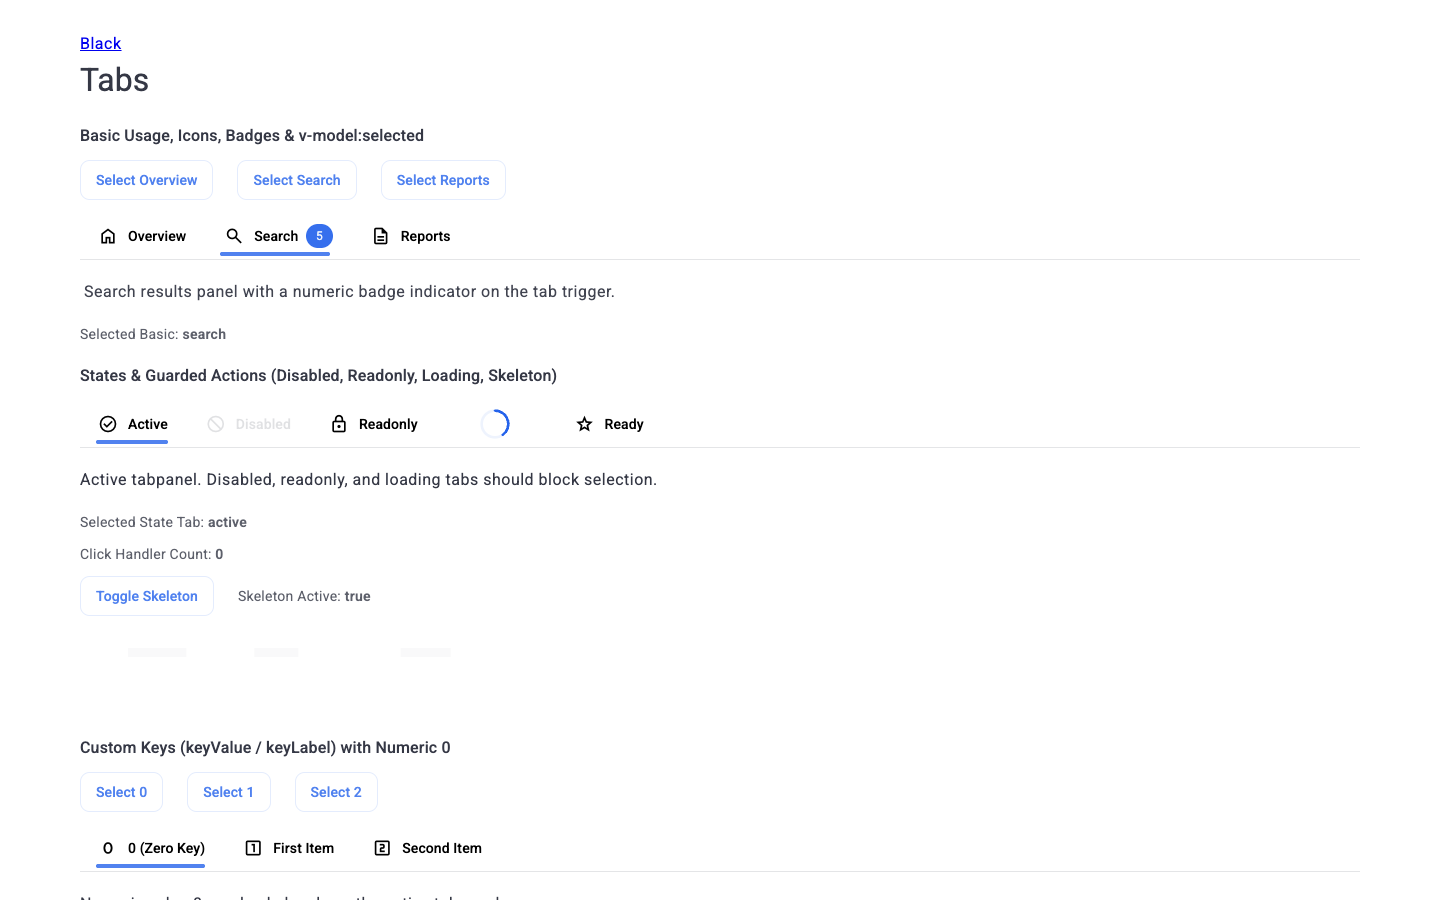 Black
Tabs
Basic Usage, Icons, Badges & v-model:selected
Select Overview Select Search Select Reports
Overview Search 5 Reports
Search results panel with a numeric badge indicator on the tab trigger.
Selected Basic: search
States & Guarded Actions (Disabled, Readonly, Loading, Skeleton)
Active Disabled Readonly Ready
Active tabpanel. Disabled, readonly, and loading tabs should block selection.
Selected State Tab: active
Click Handler Count: 0
Toggle Skeleton Skeleton Active: true
Custom Keys (keyValue / keyLabel) with Numeric 0
Select 0 Select 1 Select 2
0 0 (Zero Key) 1 First Item 2 Second Item